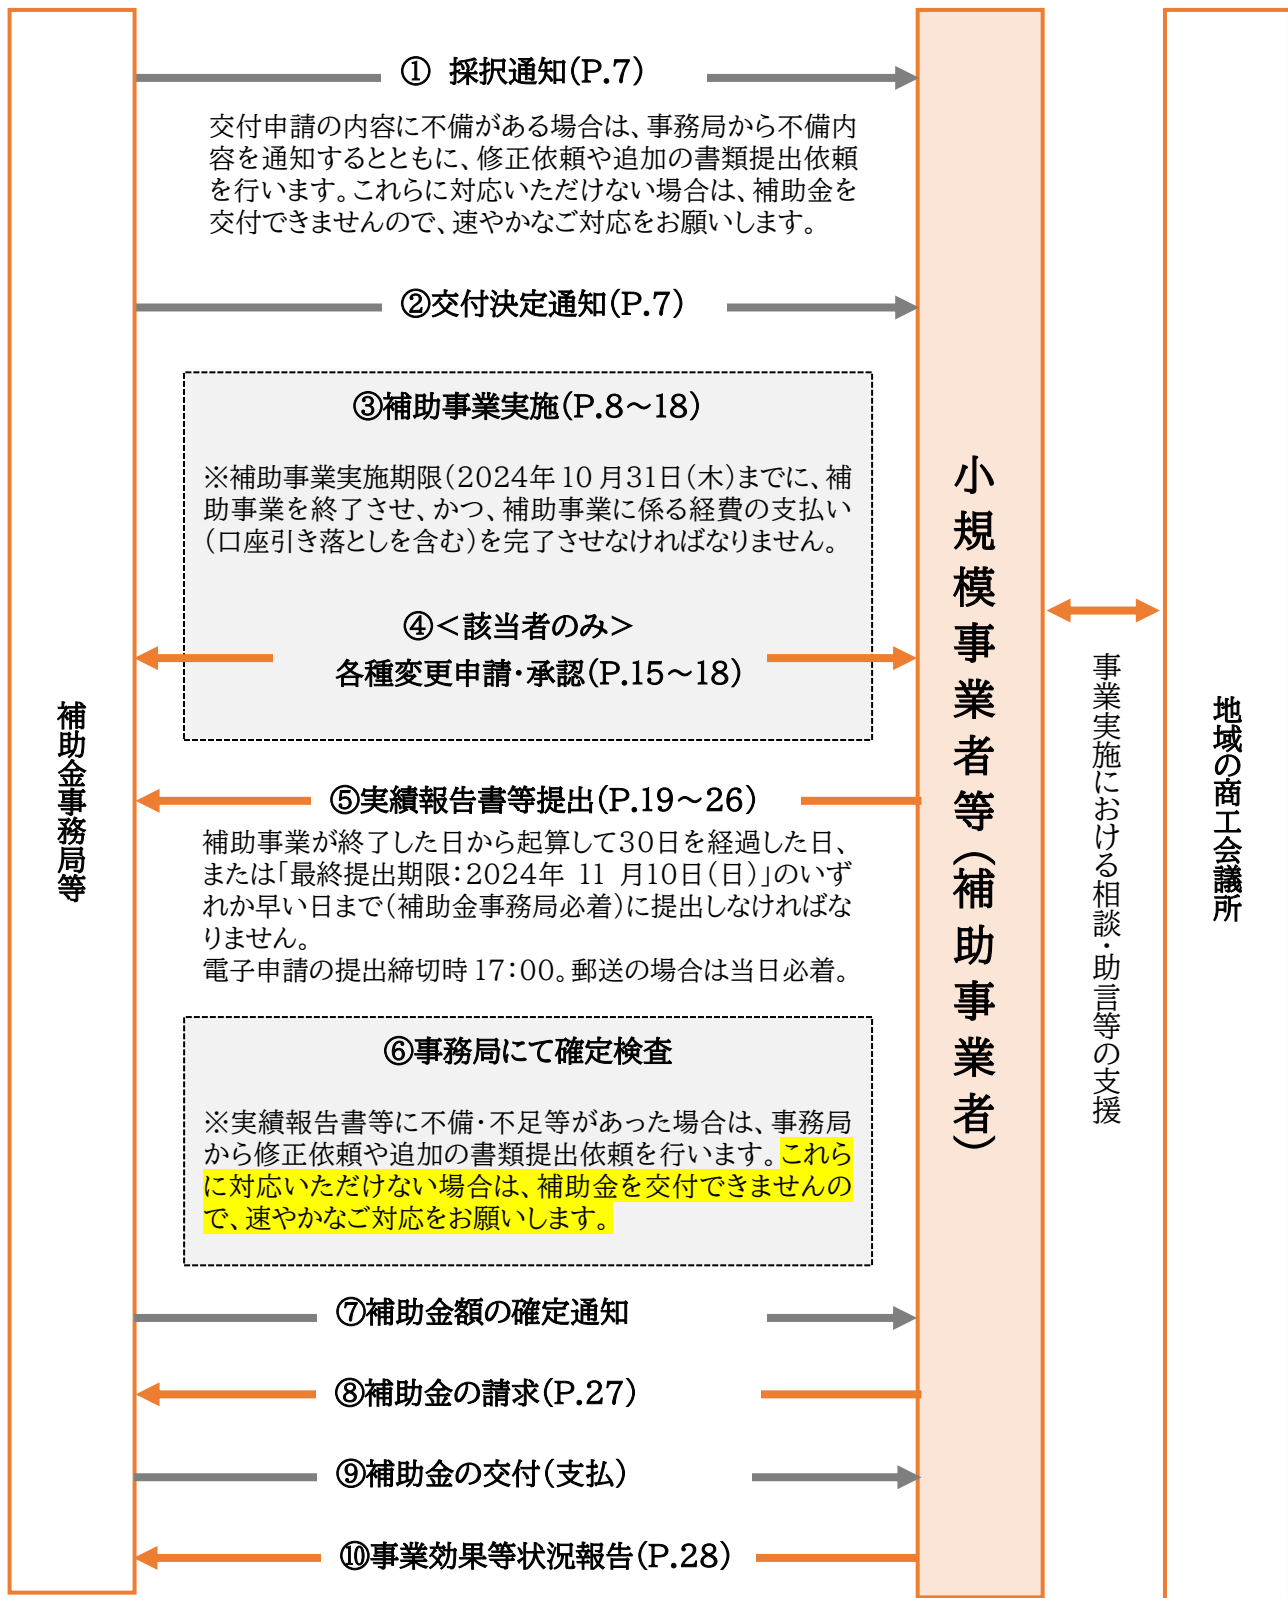 ① 採択通知(P.7)
交付申請の内容に不備がある場合は、事務局から不備内
容を通知するとともに、修正依頼や追加の書類提出依頼
を行います。これらに対応いただけない場合は、補助金を
交付できませんので、速やかなご対応をお願いします。
②交付決定通知(P.7)
③補助事業実施(P.8～18)
※補助事業実施期限(2024年10月31日(木)までに、補
助事業を終了させ、かつ、補助事業に係る経費の支払い
(口座引き落としを含む)を完了させなければなりません。
④＜該当者のみ＞
各種変更申請・承認(P.15～18)
⑤実績報告書等提出(P.19～26)
補助事業が終了した日から起算して30日を経過した日、
または「最終提出期限：2024年 11 月10日(日)」のいず
れか早い日まで(補助金事務局必着)に提出しなければな
りません。
電子申請の提出締切時17：00。郵送の場合は当日必着。
⑥事務局にて確定検査
※実績報告書等に不備・不足等があった場合は、事務局
から修正依頼や追加の書類提出依頼を行います。これら
に対応いただけない場合は、補助金を交付できませんの
で、速やかなご対応をお願いします。
⑦補助金額の確定通知
⑧補助金の請求(P.27)
⑨補助金の交付(支払)
⑩事業効果等状況報告(P.28)
補助金事務局等
小規模事業者等(補助事業者)
事業実施における相談・助言等の支援
地域の商工会議所